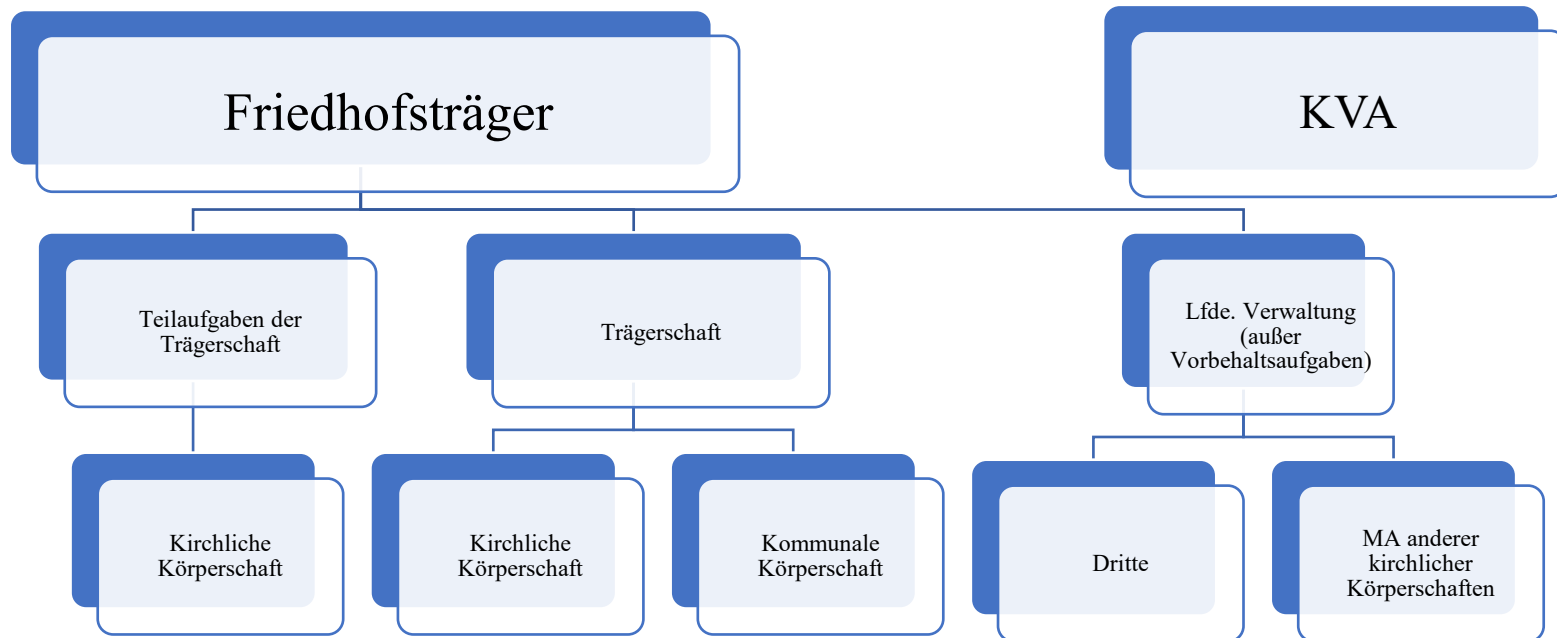 Friedhofsträger
KVA
Teilaufgaben der
Trägerschaft
Trägerschaft
Lfde. Verwaltung
(außer
Vorbehaltsaufgaben)
Kirchliche
Körperschaft
Kirchliche
Körperschaft
Kommunale
Körperschaft
Dritte
MA anderer
kirchlicher
Körperschaften